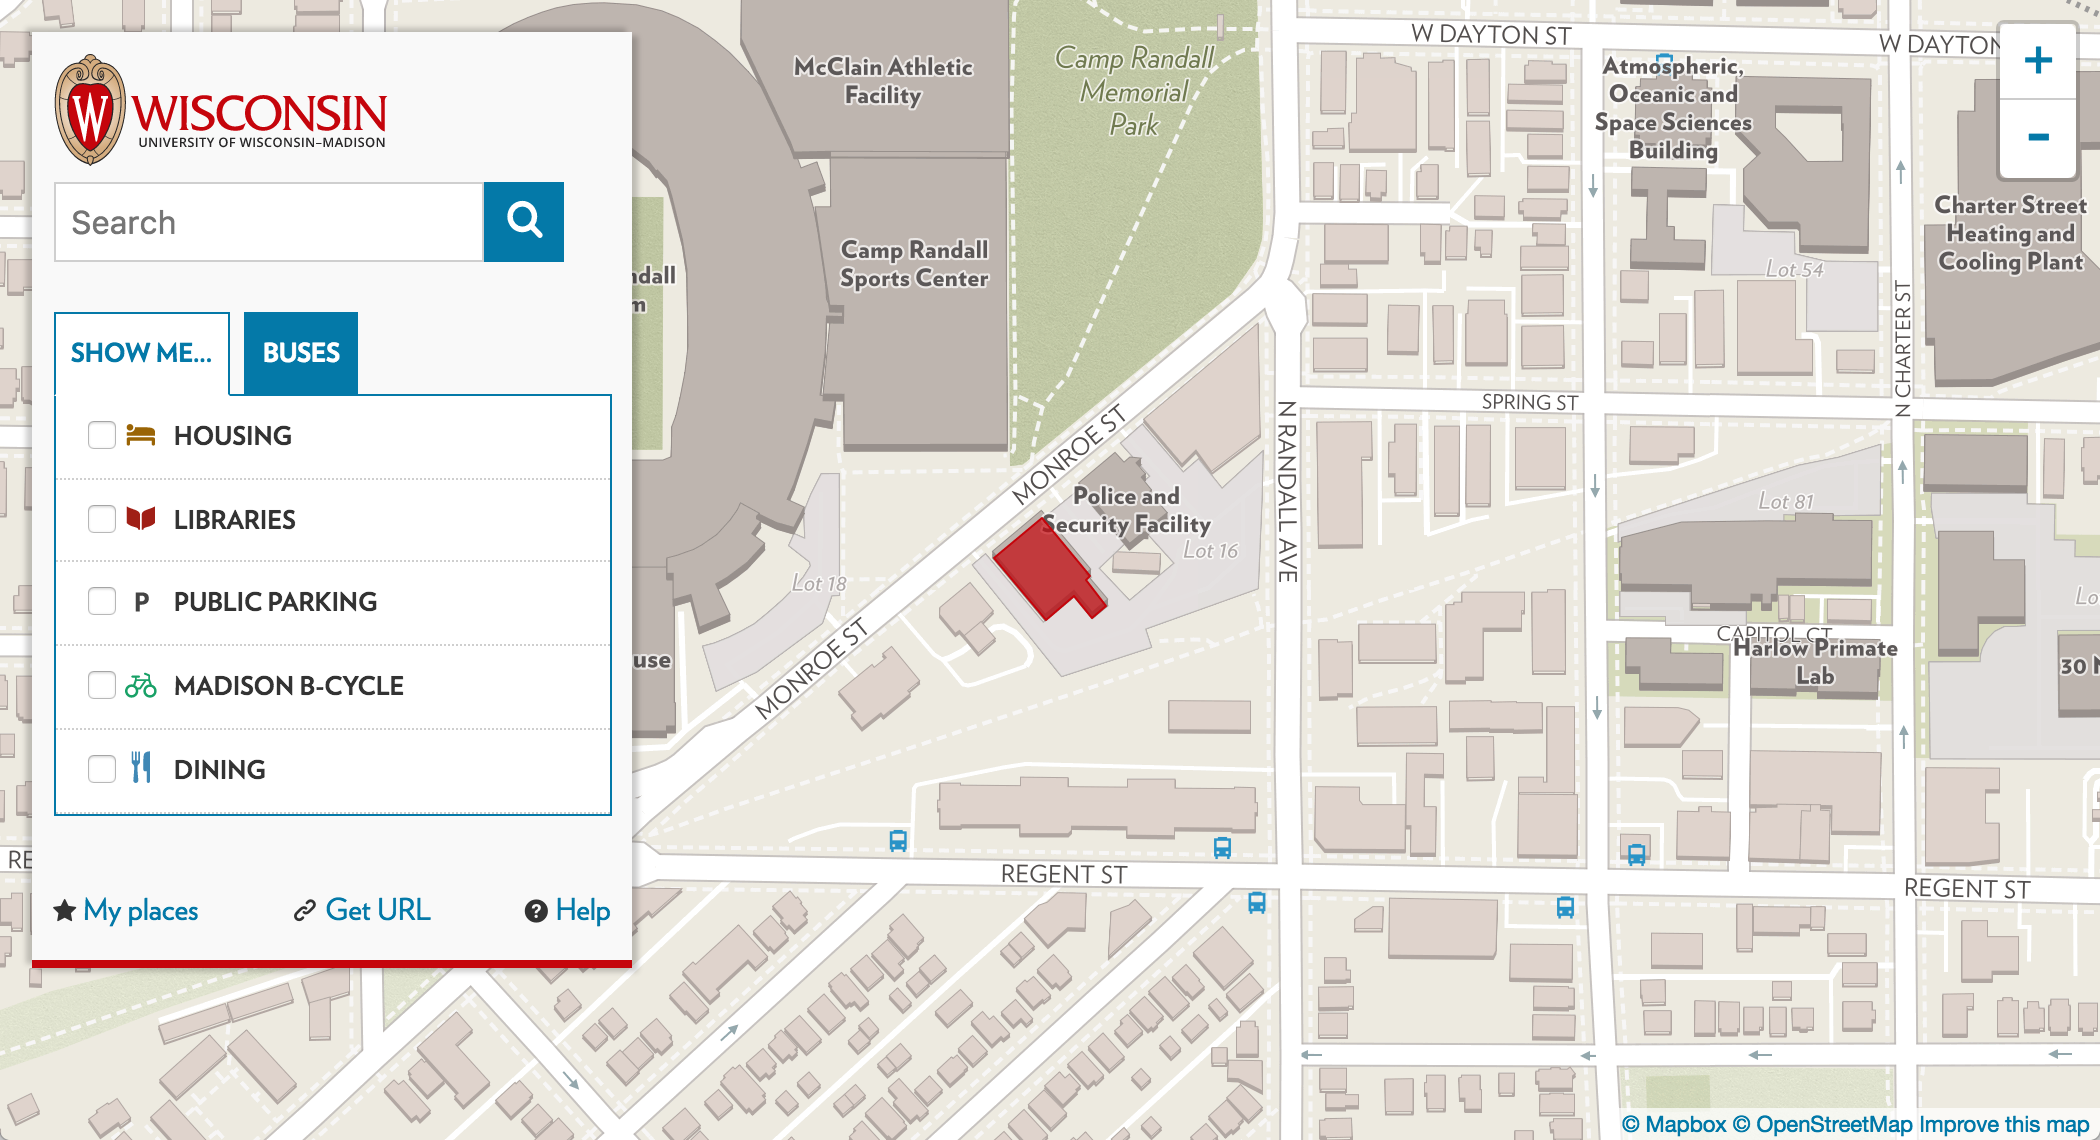 W
WISCONSIN
UNIVERSITY OF WISCONSIN–MADISON
Search
SHOW ME...
BUSES
HOUSING
LIBRARIES
P
PUBLIC PARKING
MADISON B-CYCLE
DINING
My places
Get URL
? Help
McClain Athletic
Facility
Camp Randall
Memorial
Park
Camp Randall
Sports Center
W DAYTON ST
W DAYTON
+
-
Atmospheric,
Oceanic and
Space Sciences
Building
Charter Street
Heating and
Cooling Plant
Lot 54
N CHARTER ST
SPRING ST
MONROE ST
N RANDALL AVE
Police and
Security Facility
Lot 16
Lot 18
Lot 81
MONROE ST
CAPITOL CT
Harlow Primate
Lab
30 N
REGENT ST
REGENT ST
© Mapbox © OpenStreetMap Improve this map